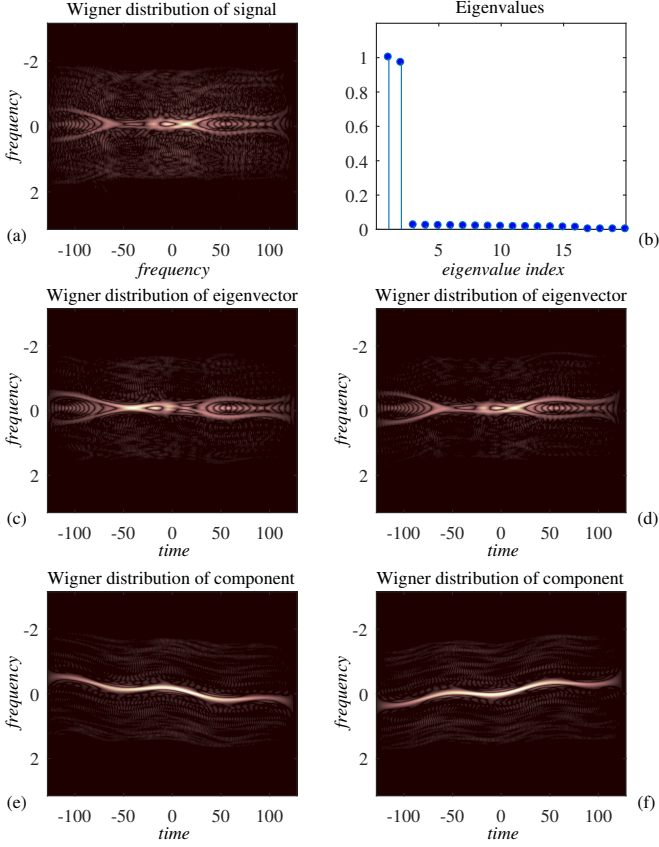 Wigner distribution of signal
-2
0
2
frequency
-100 -50 0 50 100
frequency
(a)
Eigenvalues
1
0.8
0.6
0.4
0.2
0
5 10 15
eigenvalue index
(b)
Wigner distribution of eigenvector
-2
0
2
frequency
-100 -50 0 50 100
time
(c)
Wigner distribution of eigenvector
-2
0
2
frequency
-100 -50 0 50 100
time
(d)
Wigner distribution of component
-2
0
2
frequency
-100 -50 0 50 100
time
(e)
Wigner distribution of component
-2
0
2
frequency
-100 -50 0 50 100
time
(f)